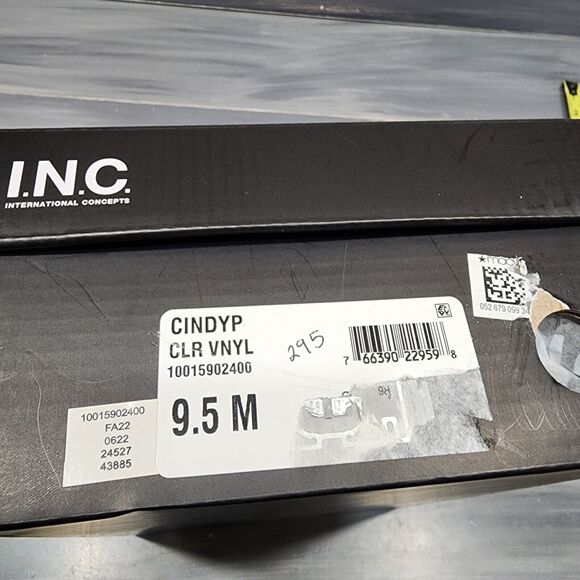 I.N.C.
INTERNATIONAL CONCEPTS
★macy
052 679 099 34
CINDYP
CLR VNYL
10015902400
295
7 66390 22959 8
9.5 M
10015902400
FA22
0622
24527
43885